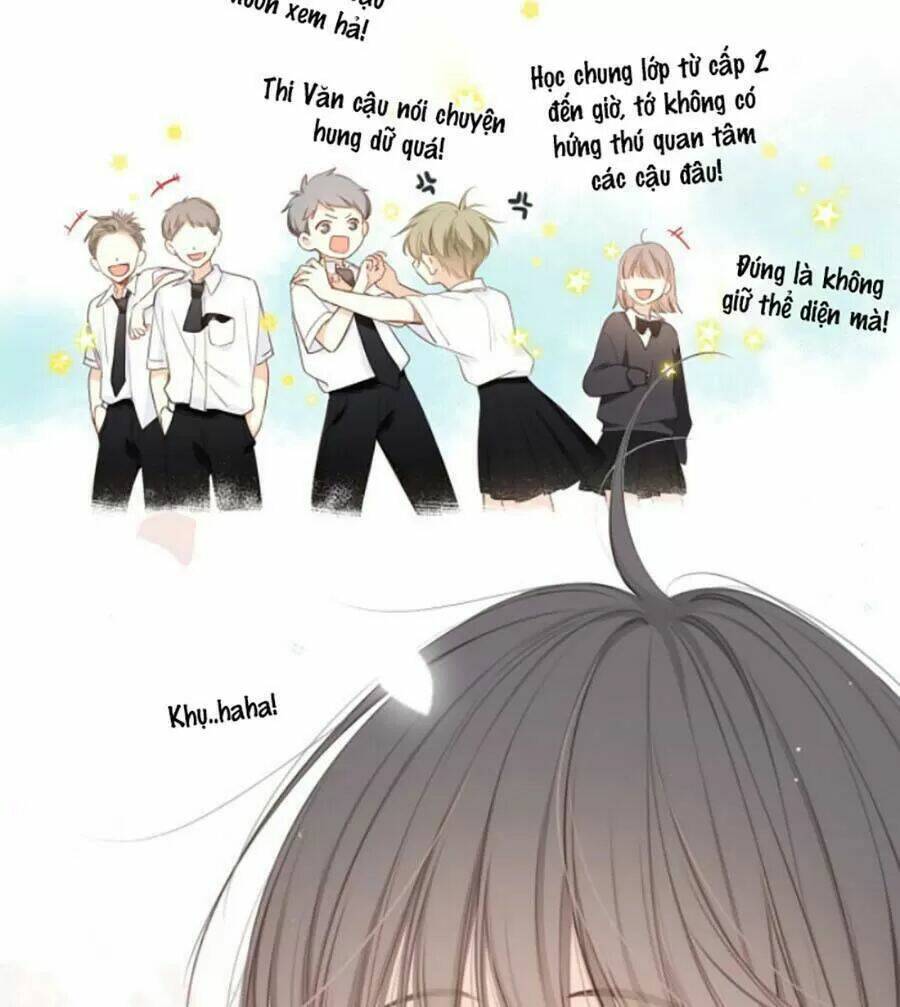 muốn xem hả!
Thi Văn cậu nói chuyện
hung dữ quá!
Học chung lớp từ cấp 2
đến giờ, tớ không có
hứng thú quan tâm
các cậu đâu!
Đúng là không
giữ thể diện mà!
Khụ..haha!